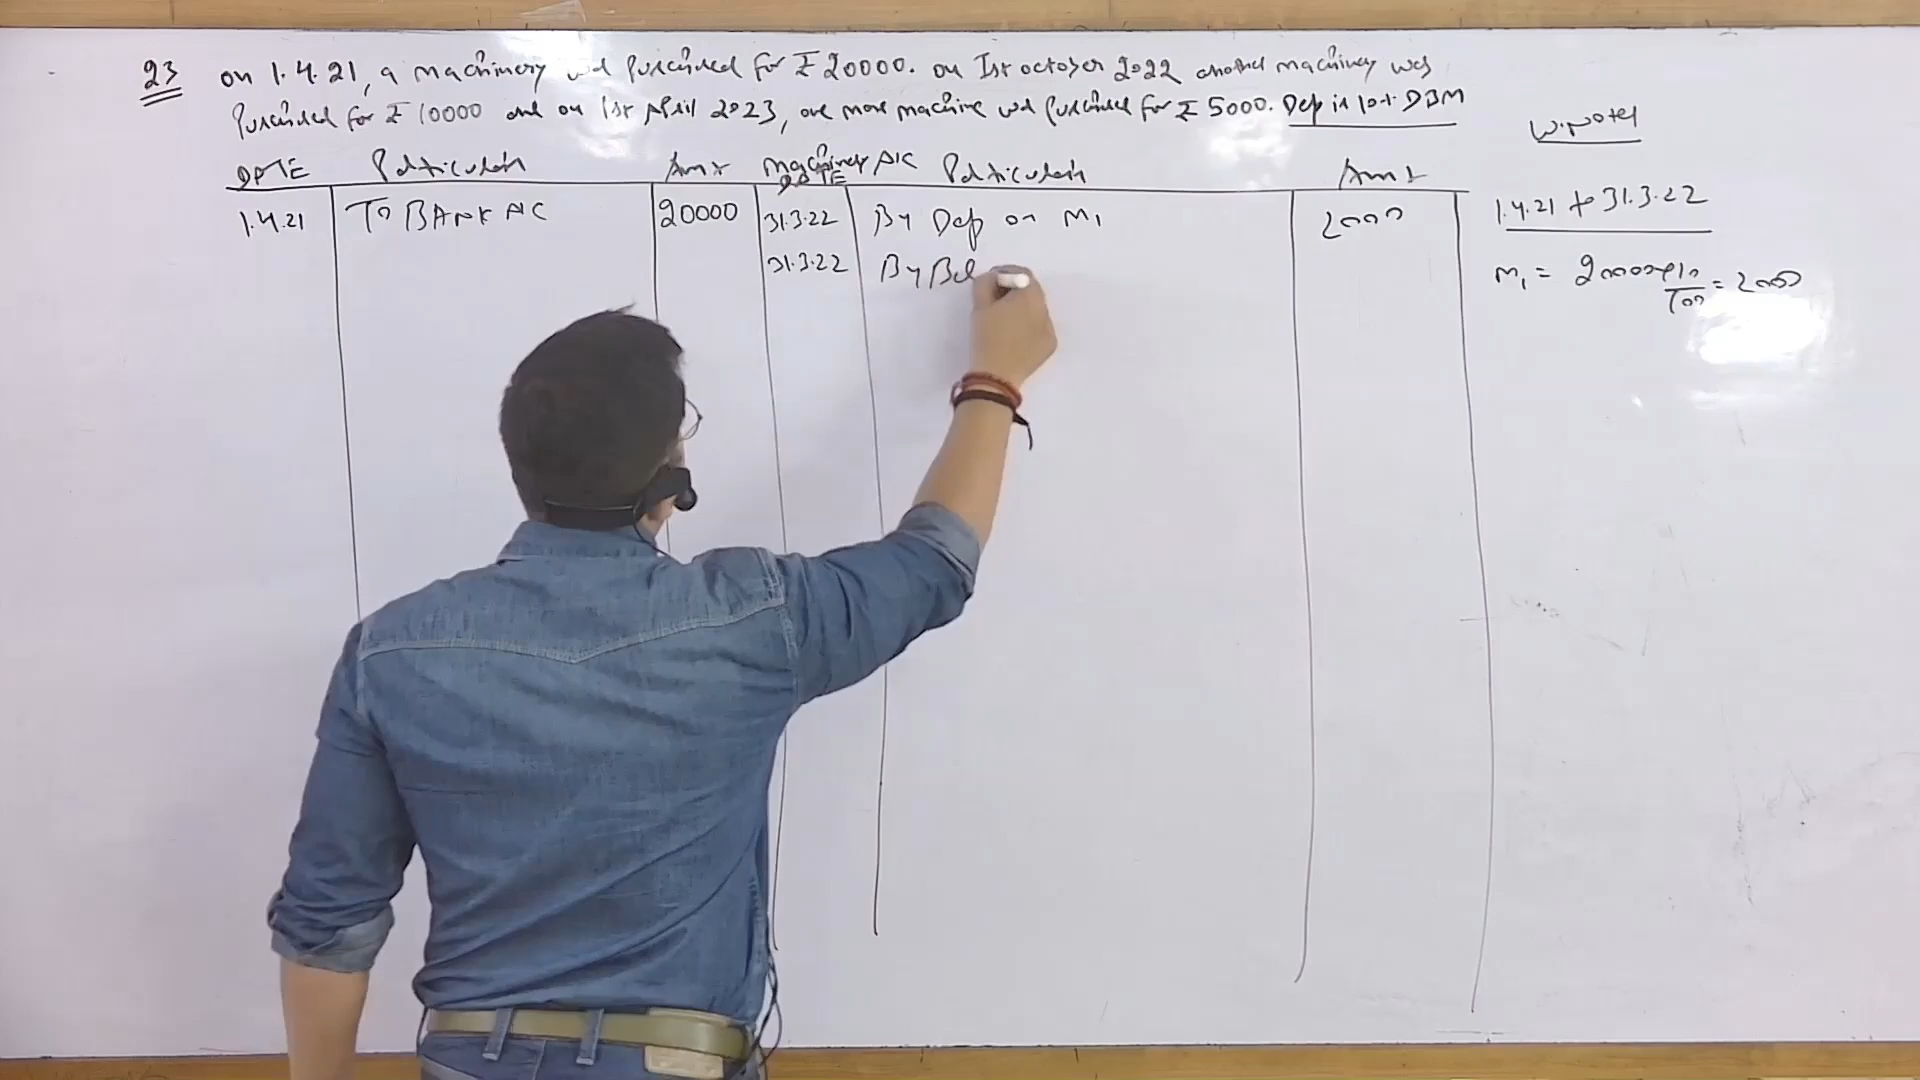 23 on 1.4.21, a machinery wd purchased for ₹ 20000. on 1st october 2022 another machinery was
purchased for ₹ 10000 and on 1st April 2023, one more machine wd purchased for ₹ 5000. Dep is 10% DBM
W.Notes
Machinery A/C
DATE Particulars Amt DATE Particulars Amt
1.4.21 TO BANK A/C 20000 31.3.22 By Dep on M1 2000
31.3.22 By Bal
1.4.21 to 31.3.22
M1 = 20000×10/100 = 2000